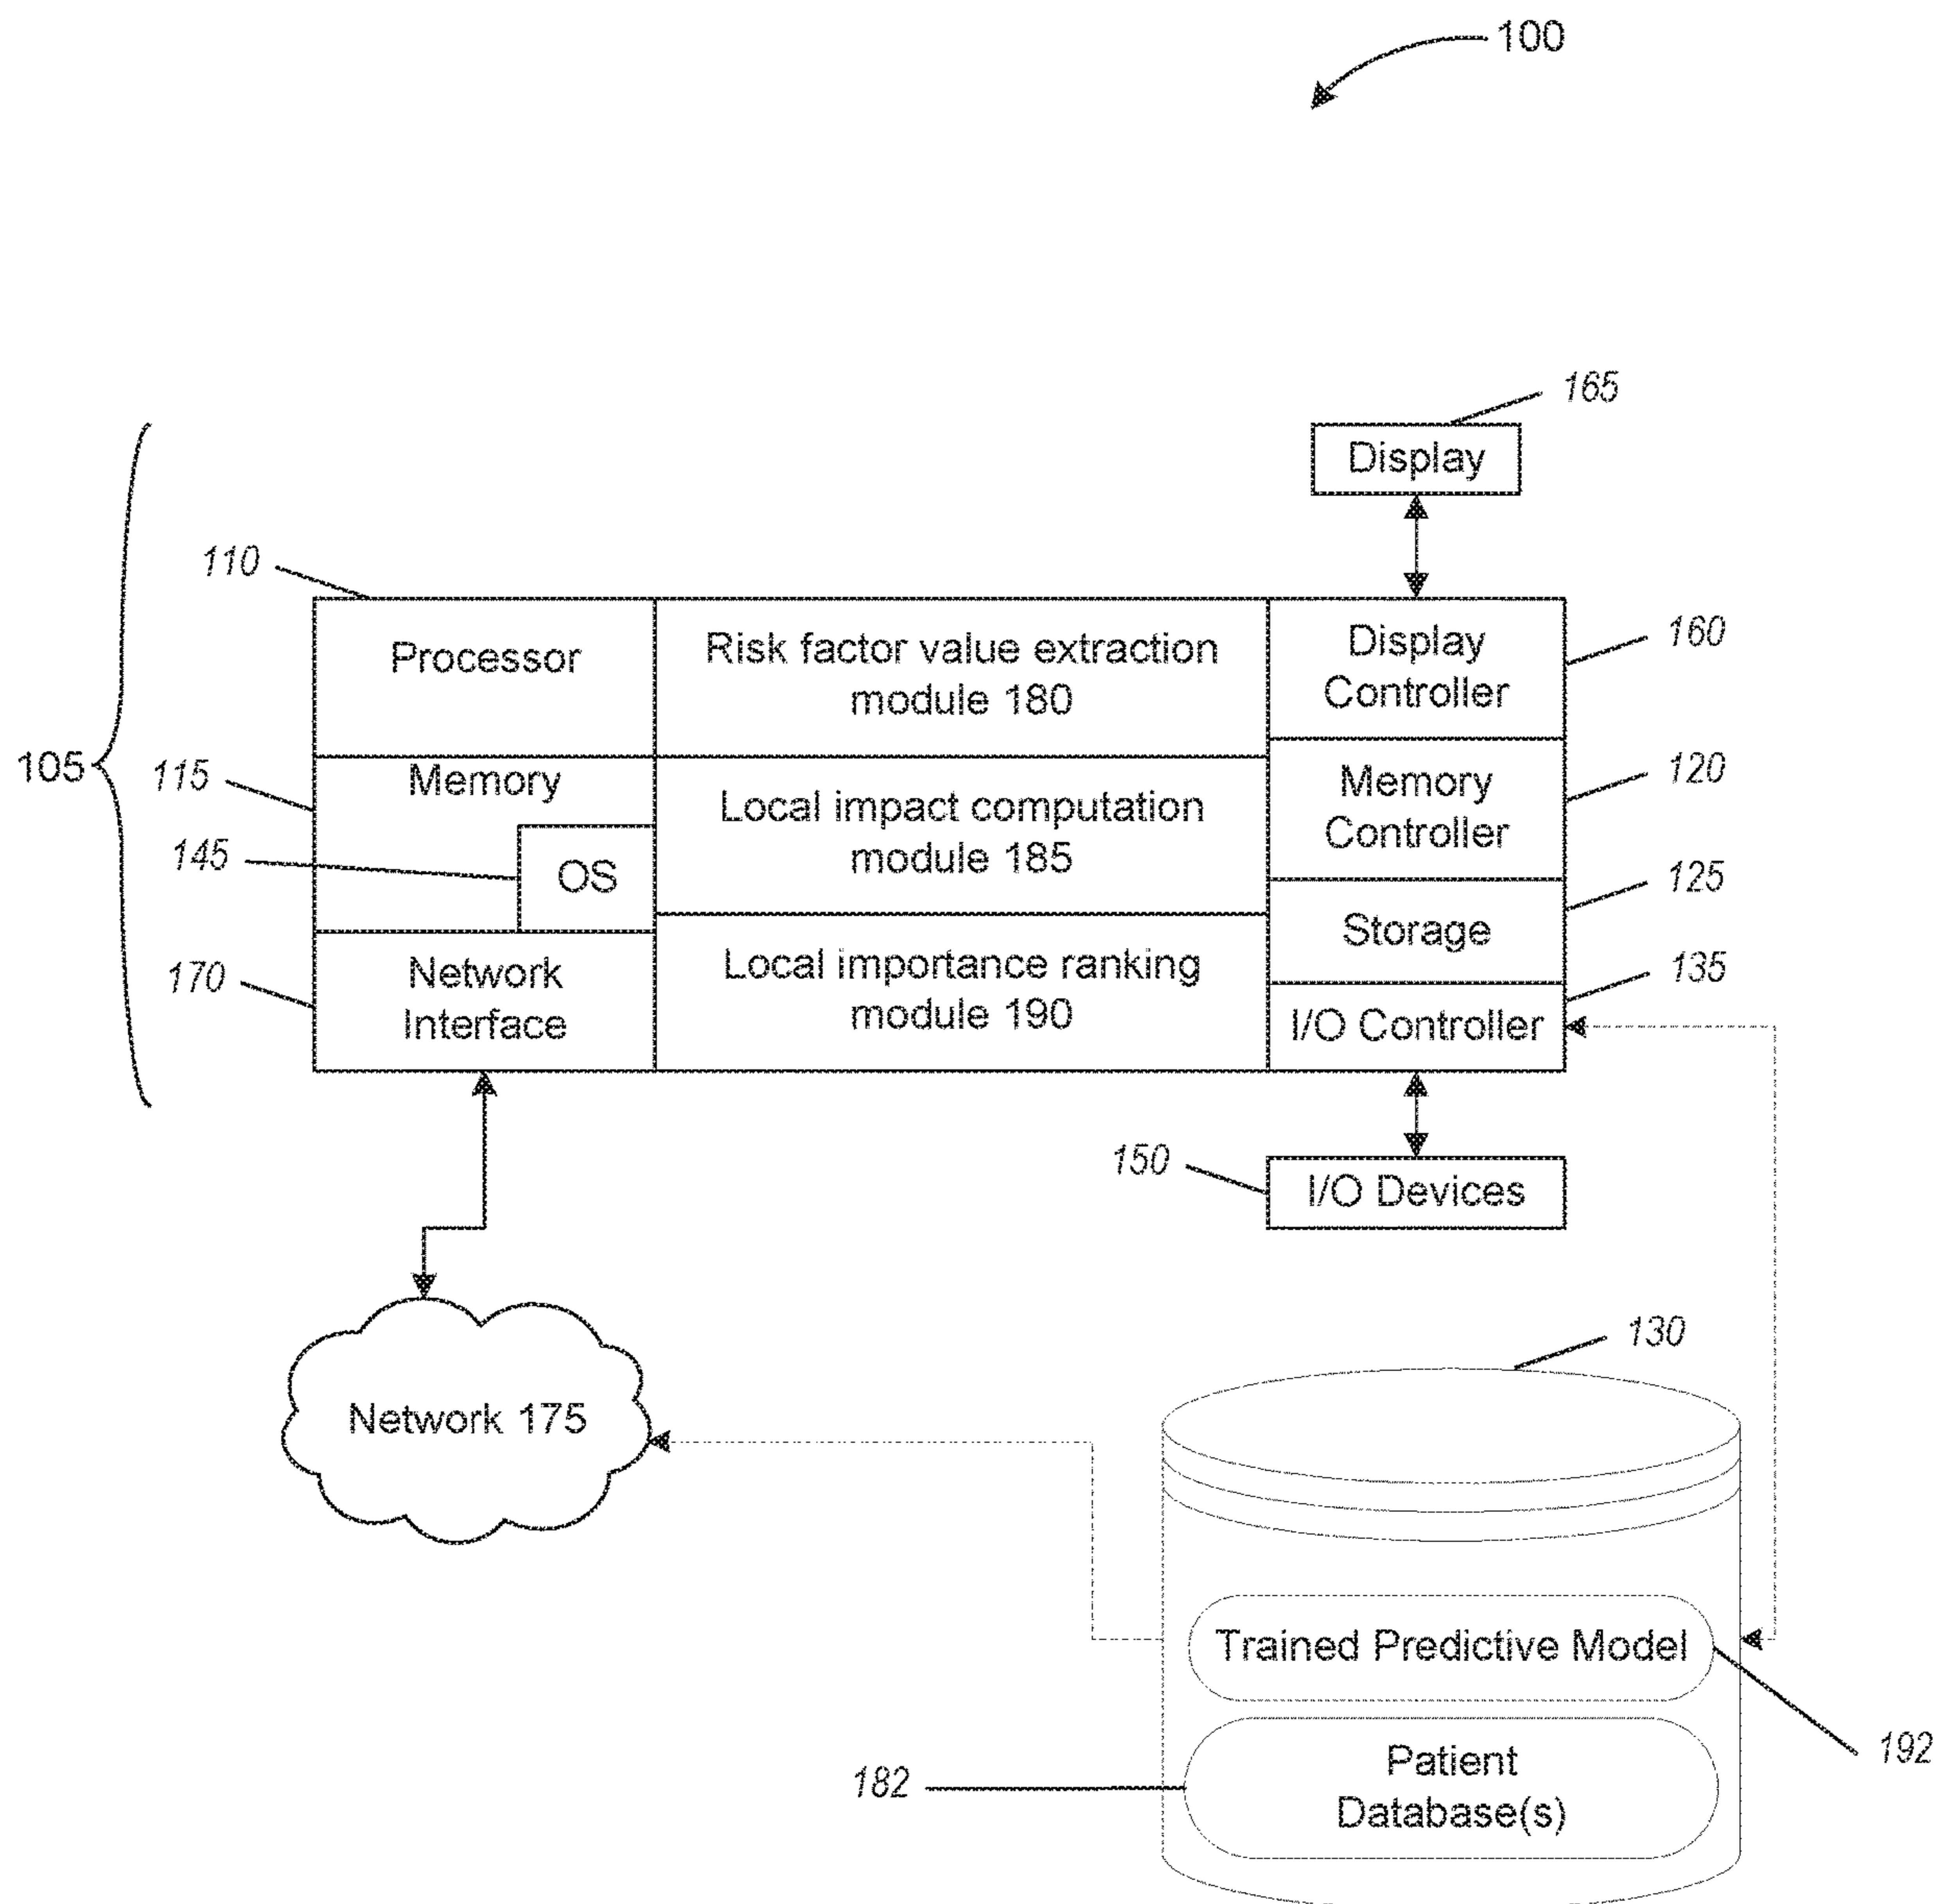 100
165
Display
110
Processor
Risk factor value extraction
module 180
Display
Controller
160
105
115
Memory
Local impact computation
module 185
Memory
Controller
120
145
OS
125
Storage
170
Network
Interface
Local importance ranking
module 190
135
I/O Controller
150
I/O Devices
130
Network 175
Trained Predictive Model
192
182
Patient
Database(s)